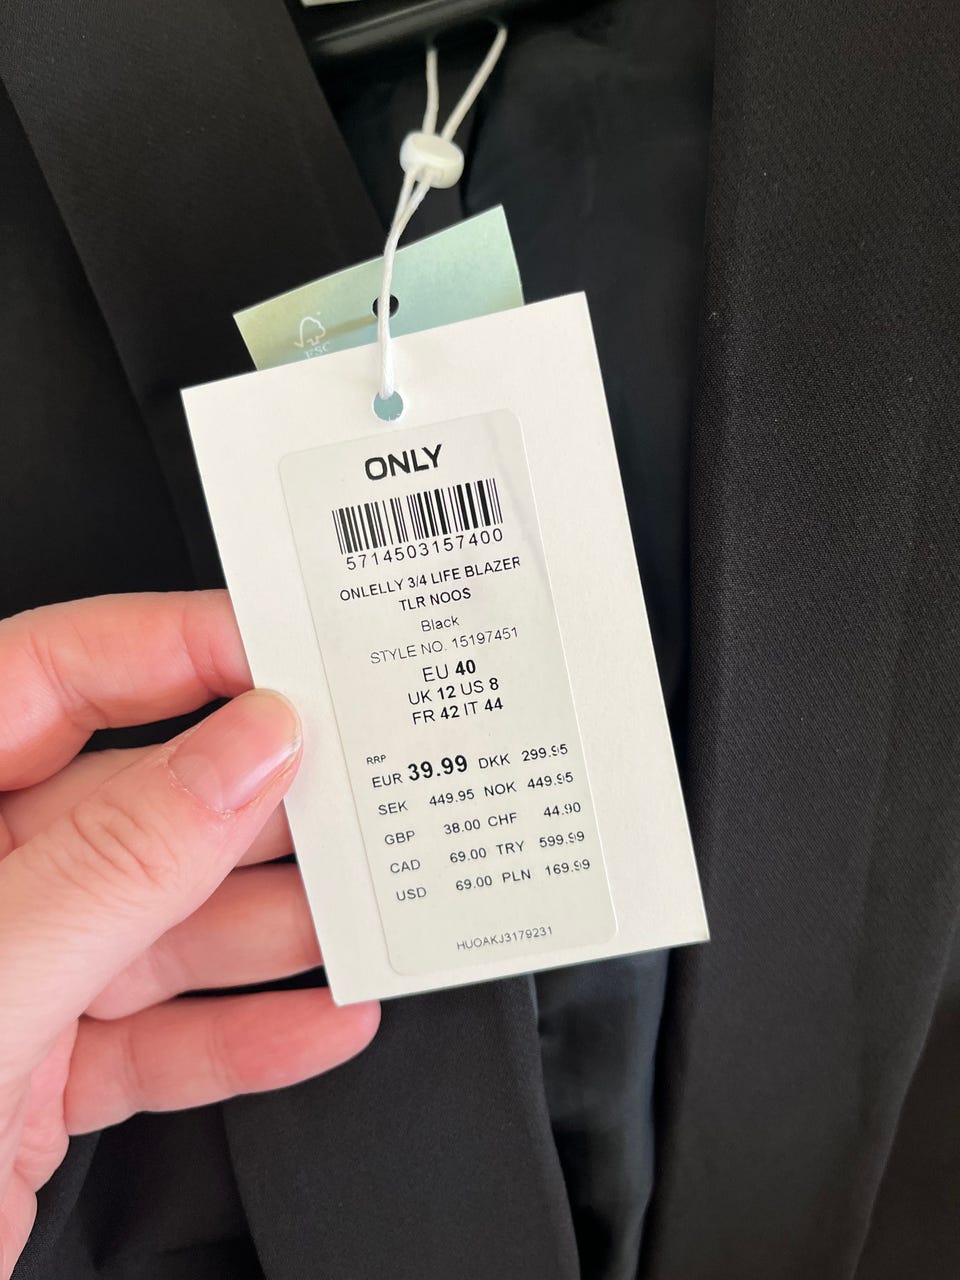 FSC
ONLY
5714503157400
ONLELLY 3/4 LIFE BLAZER
TLR NOOS
Black
STYLE NO. 15197451
EU 40
UK 12 US 8
FR 42 IT 44
RRP
EUR 39.99 DKK 299.95
SEK 449.95 NOK 449.95
GBP 38.00 CHF 44.90
CAD 69.00 TRY 599.99
USD 69.00 PLN 169.99
HUOAKJ3179231